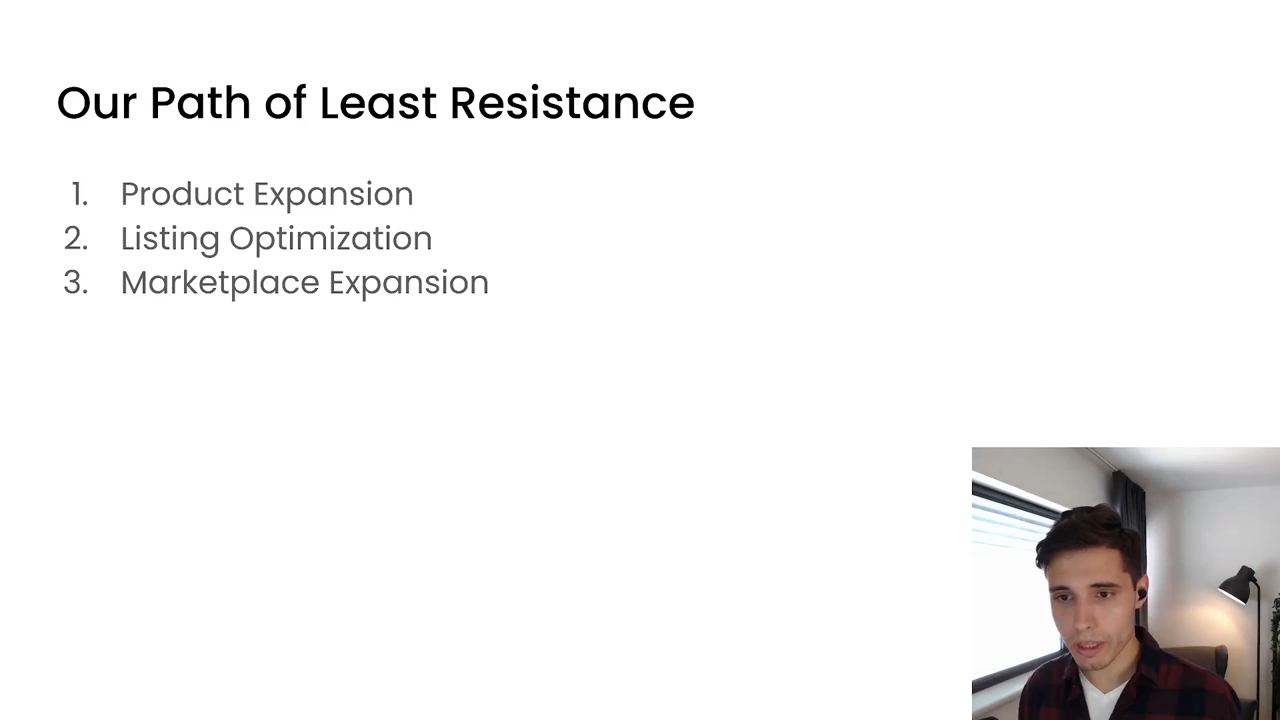 Our Path of Least Resistance
1. Product Expansion
2. Listing Optimization
3. Marketplace Expansion